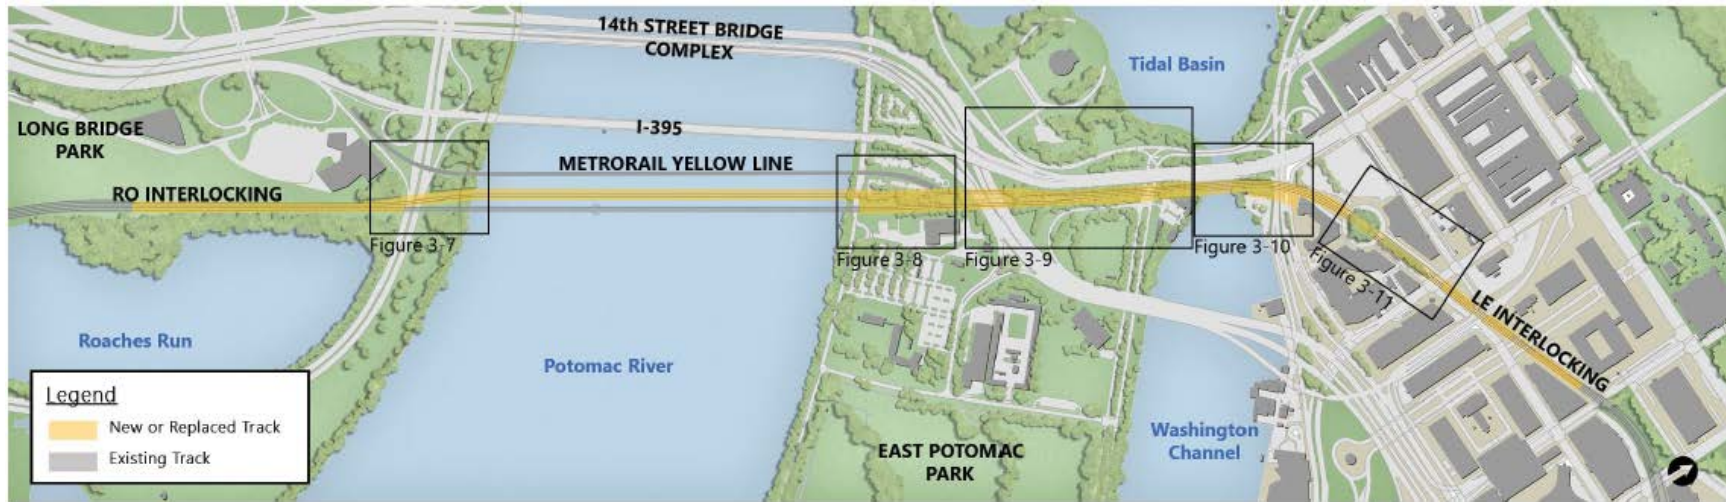 14th STREET BRIDGE
COMPLEX
Tidal Basin
I-395
LONG BRIDGE
PARK
METRORAIL YELLOW LINE
RO INTERLOCKING
Figure 3-7
Figure 3-8
Figure 3-9
Figure 3-10
Figure 3-11
LE INTERLOCKING
Roaches Run
Potomac River
EAST POTOMAC
PARK
Washington
Channel
Legend
New or Replaced Track
Existing Track